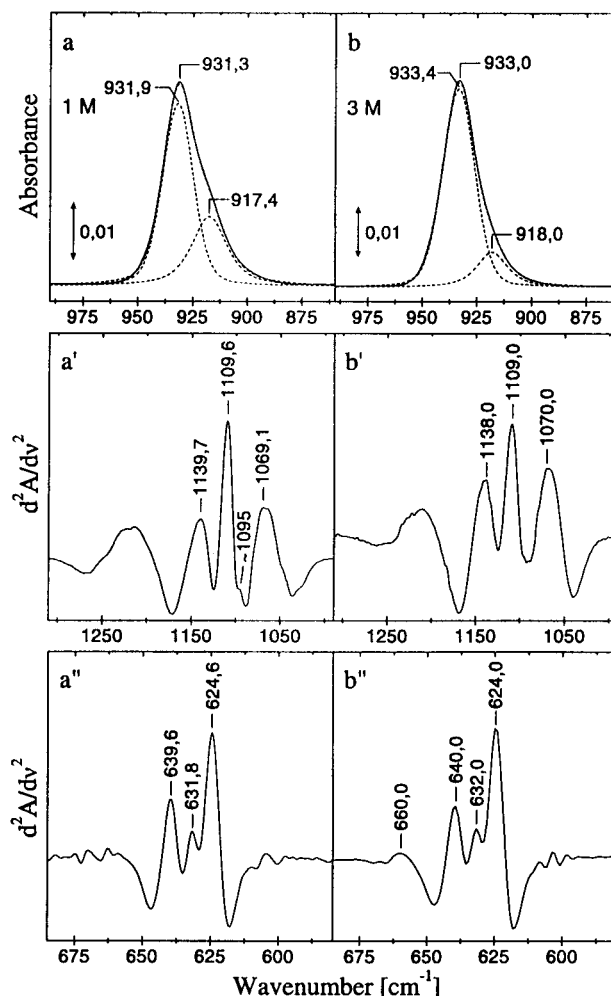 a
931,3
931,9
1 M
917,4
0,01
b
933,0
933,4
3 M
918,0
0,01
Absorbance
975 950 925 900 875
975 950 925 900 875
a'
1139,7
1109,6
~1095
1069,1
b'
1138,0
1109,0
1070,0
d²A/dν²
1250 1150 1050
1250 1150 1050
a"
639,6
631,8
624,6
b"
660,0
640,0
632,0
624,0
d²A/dν²
675 650 625 600
675 650 625 600
Wavenumber [cm⁻¹]